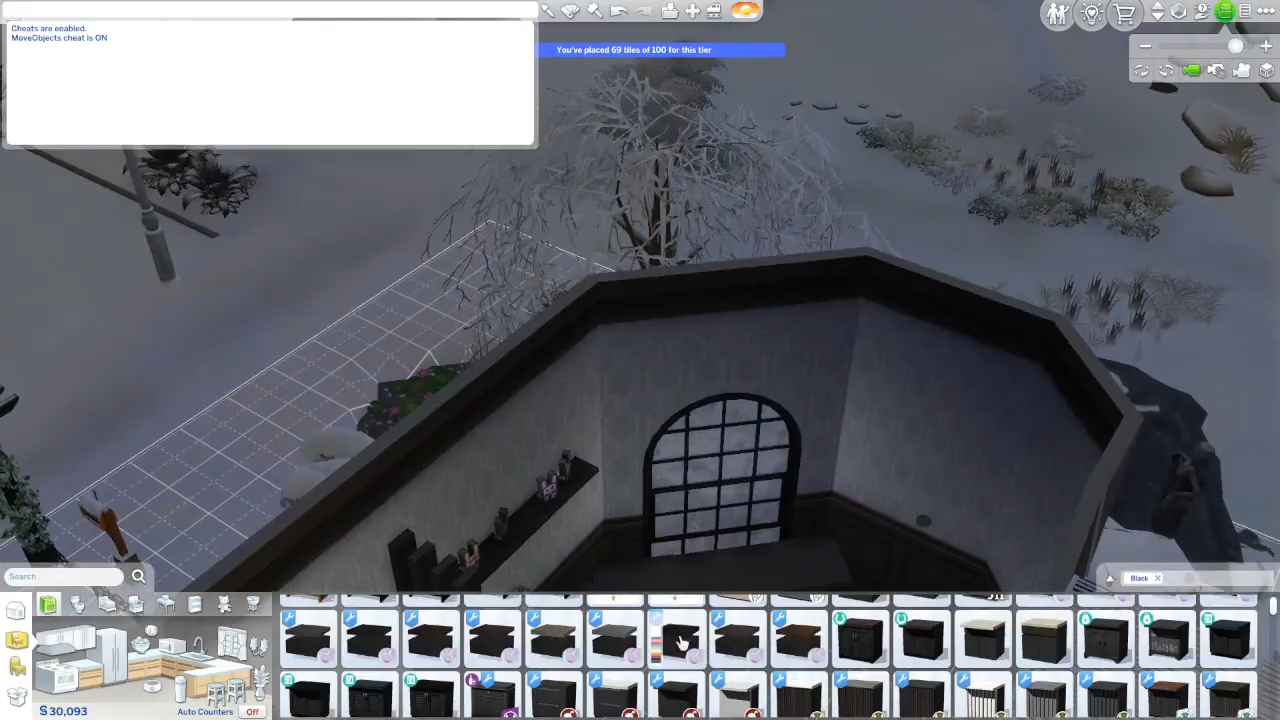 Cheats are enabled.
MoveObjects cheat is ON
You've placed 69 tiles of 100 for this tier
Search
Black
§30,093
Auto Counters
Off